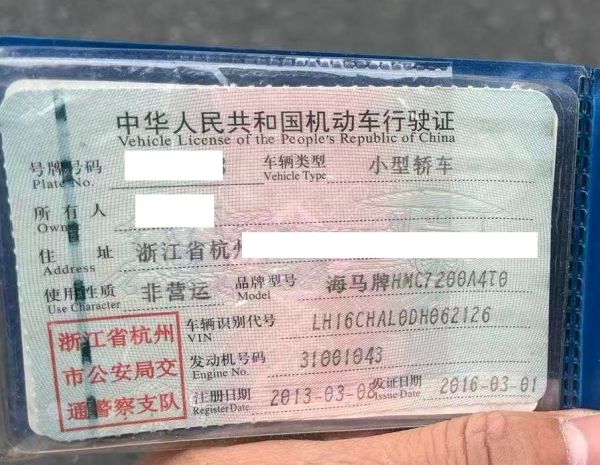 中华人民共和国机动车行驶证
Vehicle License of the People's Republic of China
号牌号码 车辆类型 小型轿车
Plate No. Vehicle Type
所有人
Owner
住址 浙江省杭州
Address
使用性质 非营运 品牌型号 海马牌HMC7200A4T0
Use Character Model
车辆识别代号 LH16CHAL0DH062126
VIN
发动机号码 31001043
Engine No.
注册日期 2013-03-08 发证日期 2016-03-01
Register Date Issue Date
浙江省杭州
市公安局交
通警察支队